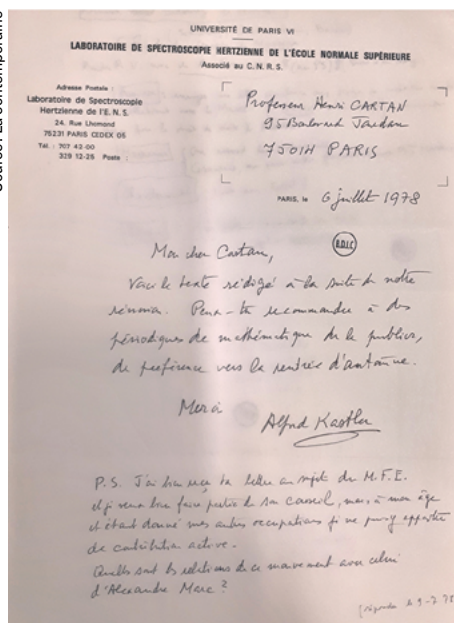 Source: La contemporaine
UNIVERSITÉ DE PARIS VI
LABORATOIRE DE SPECTROSCOPIE HERTZIENNE DE L'ÉCOLE NORMALE SUPÉRIEURE
Associé au C.N.R.S.
Adresse Postale :
Laboratoire de Spectroscopie
Hertzienne de l'E.N.S.
24, Rue Lhomond
75231 PARIS CEDEX 05
Tél. : 707 42-00
329 12-25 Poste :
Professeur Henri CARTAN
95 Boulevard Jourdan
75014 PARIS
PARIS, le 6 juillet 1978
B.D.I.C
Mon cher Cartan,
Voici le texte rédigé à la suite de notre
réunion. Peux-tu recommander à des
périodiques de mathématique de le publier,
de préférence vers la rentrée d'automne.
Merci
Alfred Kastler
P.S. J'ai bien reçu ta lettre au sujet du M.F.E.
et je veux bien faire partie de son conseil, mais à mon âge
et étant donné mes autres occupations je ne puis y apporter
de contribution active.
Quelles sont les relations de ce mouvement avec celui
d'Alexandre Marc ?